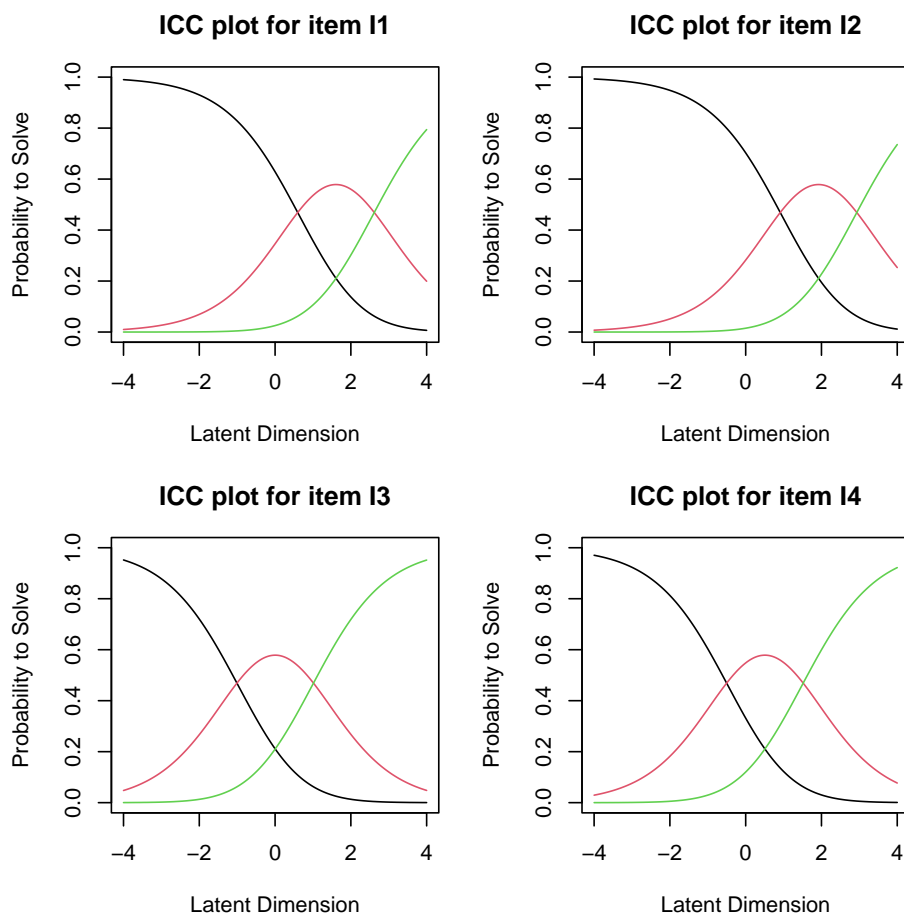 ICC plot for item I1
Probability to Solve
1.0
0.8
0.6
0.4
0.2
0.0
−4 −2 0 2 4
Latent Dimension
ICC plot for item I2
Probability to Solve
1.0
0.8
0.6
0.4
0.2
0.0
−4 −2 0 2 4
Latent Dimension
ICC plot for item I3
Probability to Solve
1.0
0.8
0.6
0.4
0.2
0.0
−4 −2 0 2 4
Latent Dimension
ICC plot for item I4
Probability to Solve
1.0
0.8
0.6
0.4
0.2
0.0
−4 −2 0 2 4
Latent Dimension